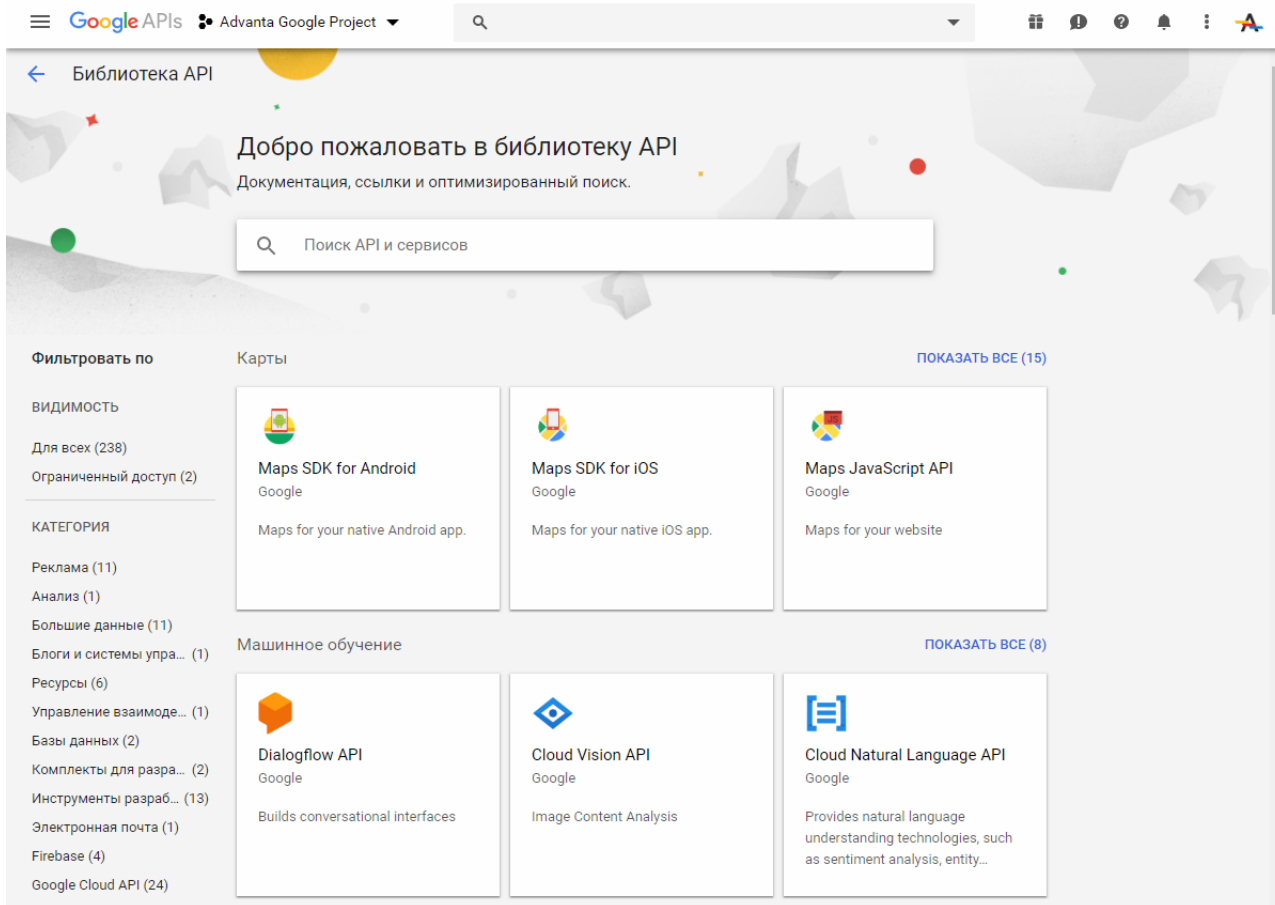 Google APIs Advanta Google Project
Библиотека API
Добро пожаловать в библиотеку API
Документация, ссылки и оптимизированный поиск.
Поиск API и сервисов
Фильтровать по
ВИДИМОСТЬ
Для всех (238)
Ограниченный доступ (2)
КАТЕГОРИЯ
Реклама (11)
Анализ (1)
Большие данные (11)
Блоги и системы упра... (1)
Ресурсы (6)
Управление взаимоде... (1)
Базы данных (2)
Комплекты для разра... (2)
Инструменты разраб... (13)
Электронная почта (1)
Firebase (4)
Google Cloud API (24)
Карты
ПОКАЗАТЬ ВСЕ (15)
Maps SDK for Android
Google
Maps for your native Android app.
Maps SDK for iOS
Google
Maps for your native iOS app.
JS
Maps JavaScript API
Google
Maps for your website
Машинное обучение
ПОКАЗАТЬ ВСЕ (8)
Dialogflow API
Google
Builds conversational interfaces
Cloud Vision API
Google
Image Content Analysis
Cloud Natural Language API
Google
Provides natural language
understanding technologies, such
as sentiment analysis, entity...